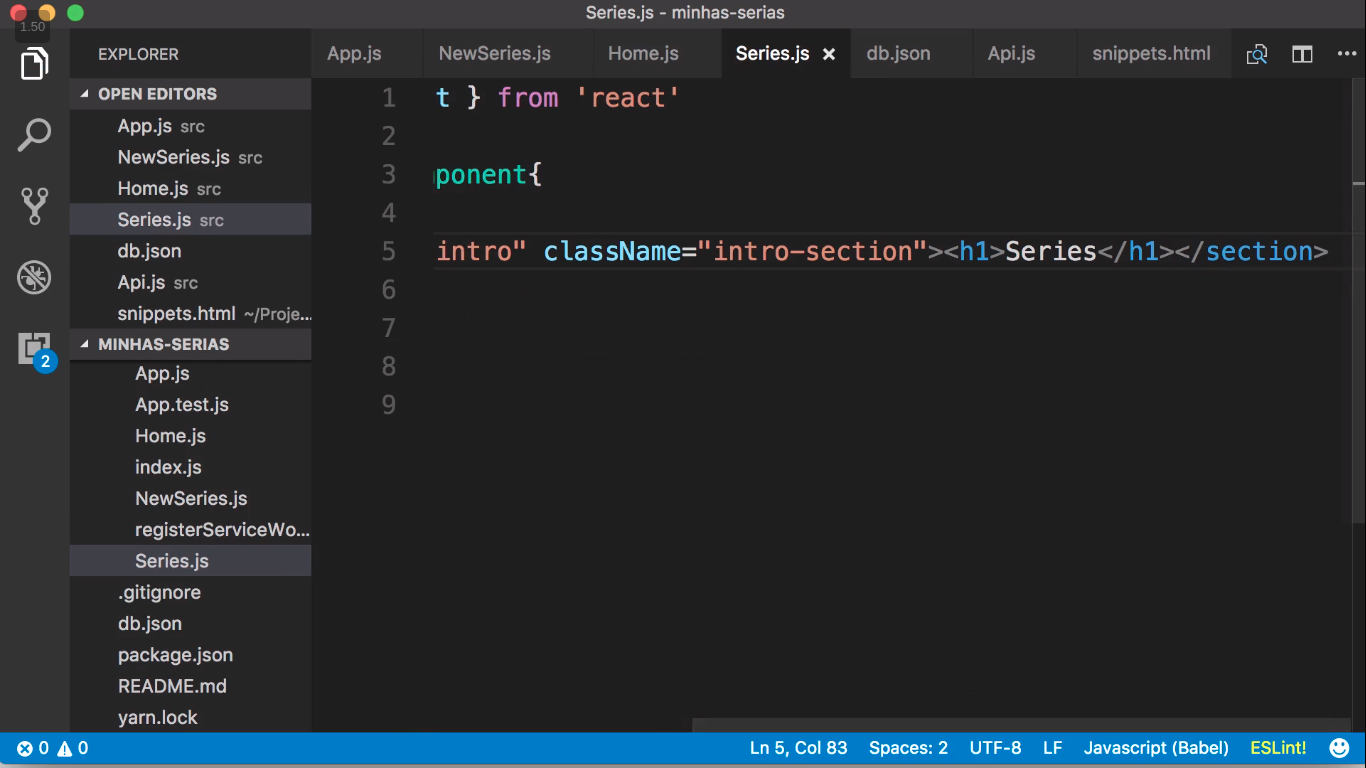 Series.js - minhas-serias
1.50
EXPLORER
App.js NewSeries.js Home.js Series.js × db.json Api.js snippets.html ...
OPEN EDITORS
App.js src
NewSeries.js src
Home.js src
Series.js src
db.json
Api.js src
snippets.html ~/Proje...
MINHAS-SERIAS
App.js
App.test.js
Home.js
index.js
NewSeries.js
registerServiceWo...
Series.js
.gitignore
db.json
package.json
README.md
yarn.lock
2
1 t } from 'react'
2
3 ponent{
4
5 intro" className="intro-section"><h1>Series</h1></section>
6
7
8
9
0 0 Ln 5, Col 83 Spaces: 2 UTF-8 LF Javascript (Babel) ESLint!